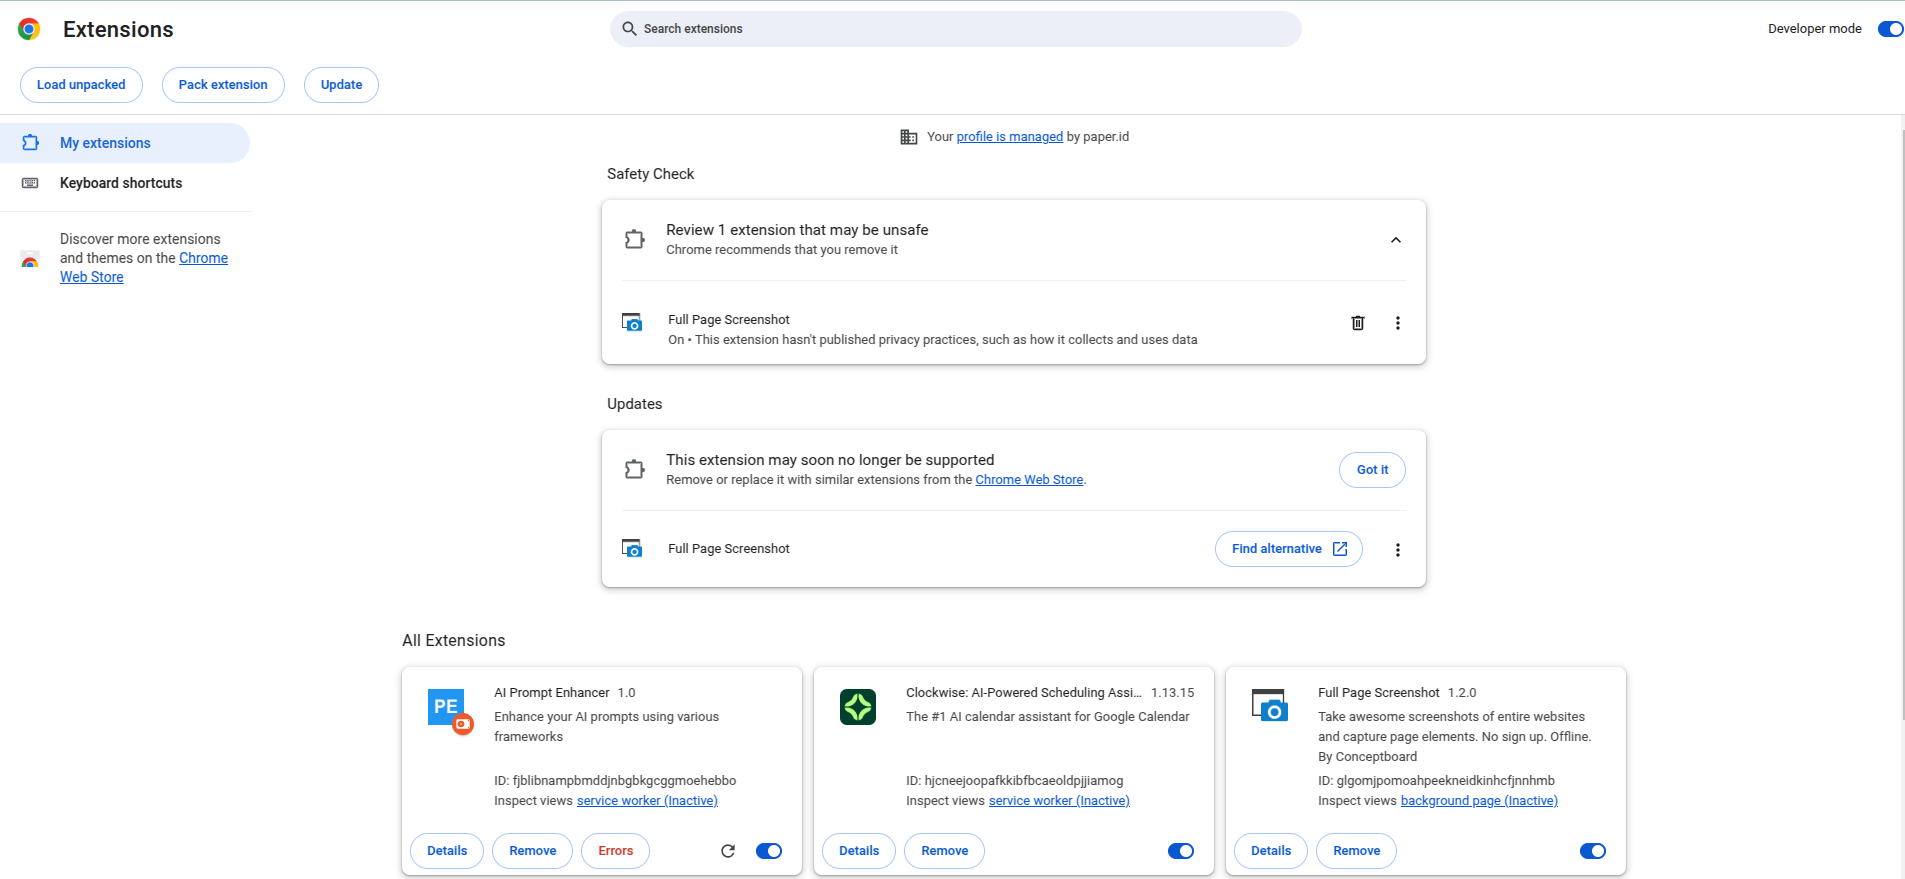 Extensions
Search extensions
Developer mode
Load unpacked
Pack extension
Update
My extensions
Keyboard shortcuts
Discover more extensions
and themes on the Chrome
Web Store
Your profile is managed by paper.id
Safety Check
Review 1 extension that may be unsafe
Chrome recommends that you remove it
Full Page Screenshot
On • This extension hasn't published privacy practices, such as how it collects and uses data
Updates
This extension may soon no longer be supported
Remove or replace it with similar extensions from the Chrome Web Store.
Got it
Full Page Screenshot
Find alternative
All Extensions
PE
AI Prompt Enhancer 1.0
Enhance your AI prompts using various
frameworks
ID: fjblibnampbmddjnbgbkgcggmoehebbo
Inspect views service worker (Inactive)
Details
Remove
Errors
Clockwise: AI-Powered Scheduling Assi... 1.13.15
The #1 AI calendar assistant for Google Calendar
ID: hjcneejoopafkkibfbcaeoldpjjiamog
Inspect views service worker (Inactive)
Details
Remove
Full Page Screenshot 1.2.0
Take awesome screenshots of entire websites
and capture page elements. No sign up. Offline.
By Conceptboard
ID: glgomjpomoahpeekneidkinhcfjnnhmb
Inspect views background page (Inactive)
Details
Remove